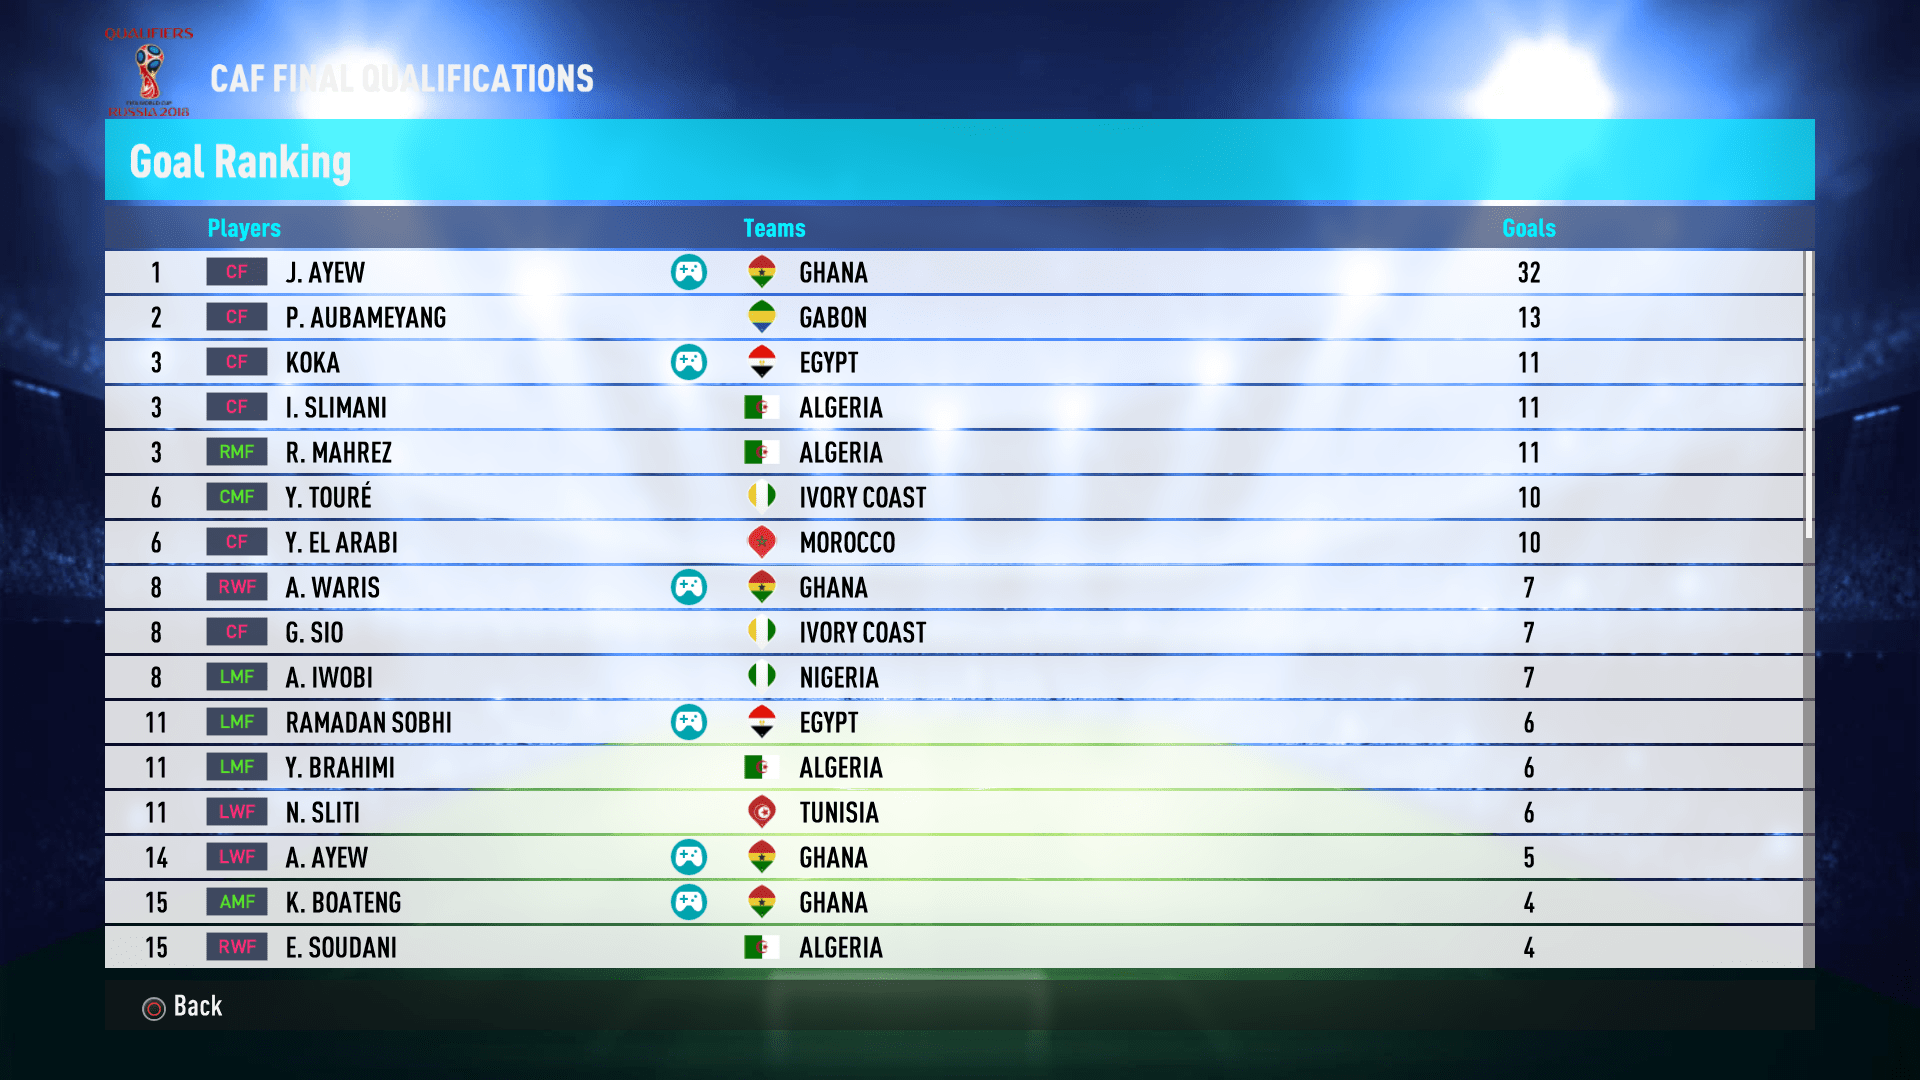 QUALIFIERS
FIFA WORLD CUP
RUSSIA 2018
CAF FINAL QUALIFICATIONS
Goal Ranking
Players Teams Goals
1 CF J. AYEW GHANA 32
2 CF P. AUBAMEYANG GABON 13
3 CF KOKA EGYPT 11
3 CF I. SLIMANI ALGERIA 11
3 RMF R. MAHREZ ALGERIA 11
6 CMF Y. TOURÉ IVORY COAST 10
6 CF Y. EL ARABI MOROCCO 10
8 RWF A. WARIS GHANA 7
8 CF G. SIO IVORY COAST 7
8 LMF A. IWOBI NIGERIA 7
11 LMF RAMADAN SOBHI EGYPT 6
11 LMF Y. BRAHIMI ALGERIA 6
11 LWF N. SLITI TUNISIA 6
14 LWF A. AYEW GHANA 5
15 AMF K. BOATENG GHANA 4
15 RWF E. SOUDANI ALGERIA 4
Back